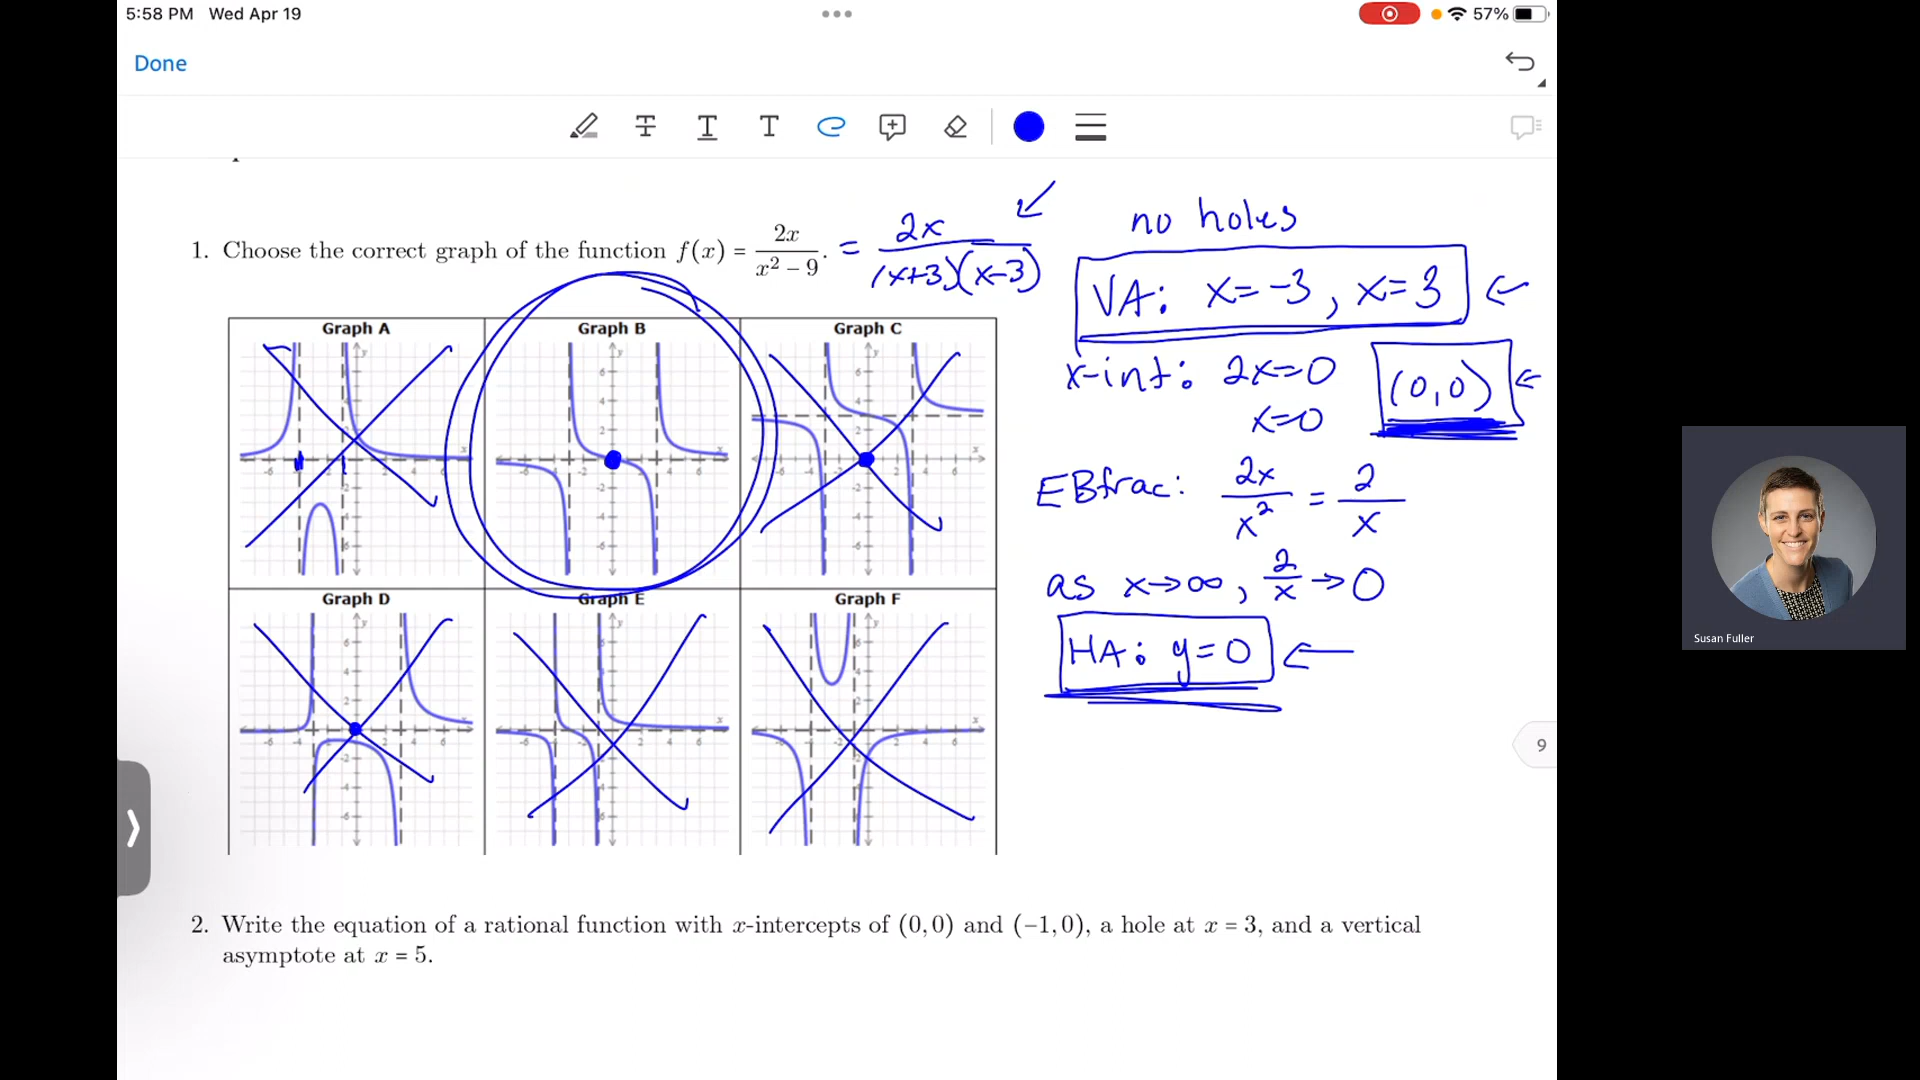 5:58 PM Wed Apr 19
57%
Done
1. Choose the correct graph of the function f(x) = 2x / (x² − 9). = 2x / ((x+3)(x−3))
no holes
VA: x=-3, x=3
x-int: 2x=0 (0,0)
x=0
EBfrac: 2x/x² = 2/x
as x→∞, 2/x → 0
HA: y=0
Graph A Graph B Graph C
Graph D Graph E Graph F
2. Write the equation of a rational function with x-intercepts of (0,0) and (−1,0), a hole at x = 3, and a vertical
asymptote at x = 5.
9
Susan Fuller